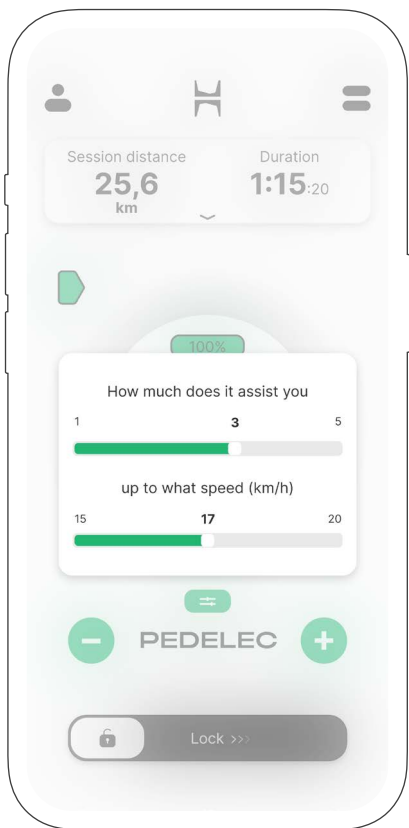 Session distance
Duration
25,6
1:15:20
km
100%
How much does it assist you
1 3 5
up to what speed (km/h)
15 17 20
PEDELEC
Lock >>>